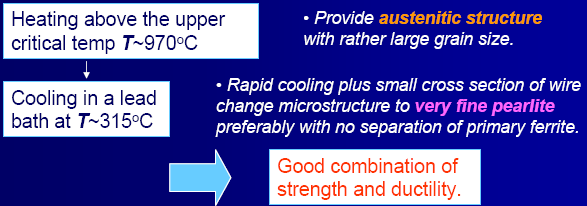 Heating above the upper
critical temp T~970oC
• Provide austenitic structure
with rather large grain size.
Cooling in a lead
bath at T~315oC
• Rapid cooling plus small cross section of wire
change microstructure to very fine pearlite
preferably with no separation of primary ferrite.
Good combination of
strength and ductility.